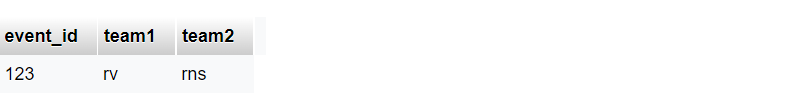 event_id team1 team2
123 rv rns